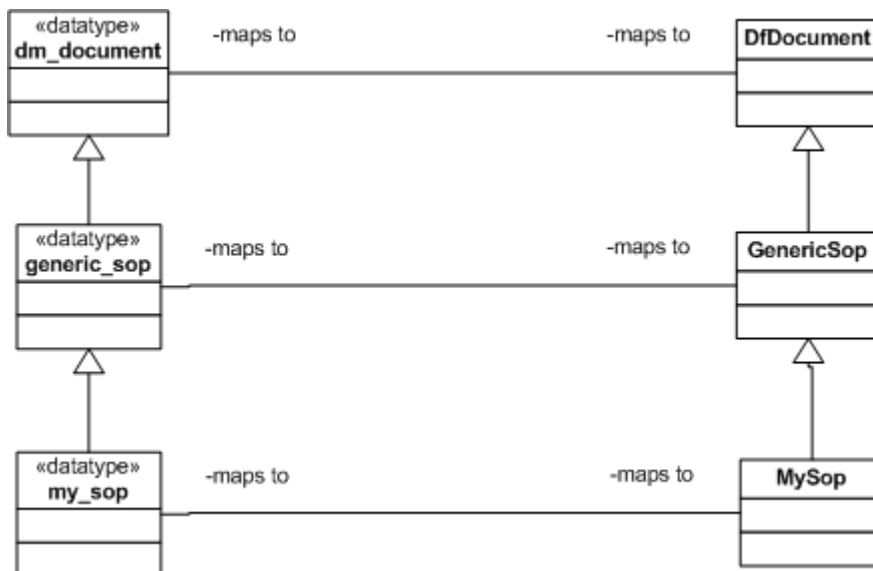 «datatype»
dm_document
-maps to
-maps to
DfDocument
«datatype»
generic_sop
-maps to
-maps to
GenericSop
«datatype»
my_sop
-maps to
-maps to
MySop